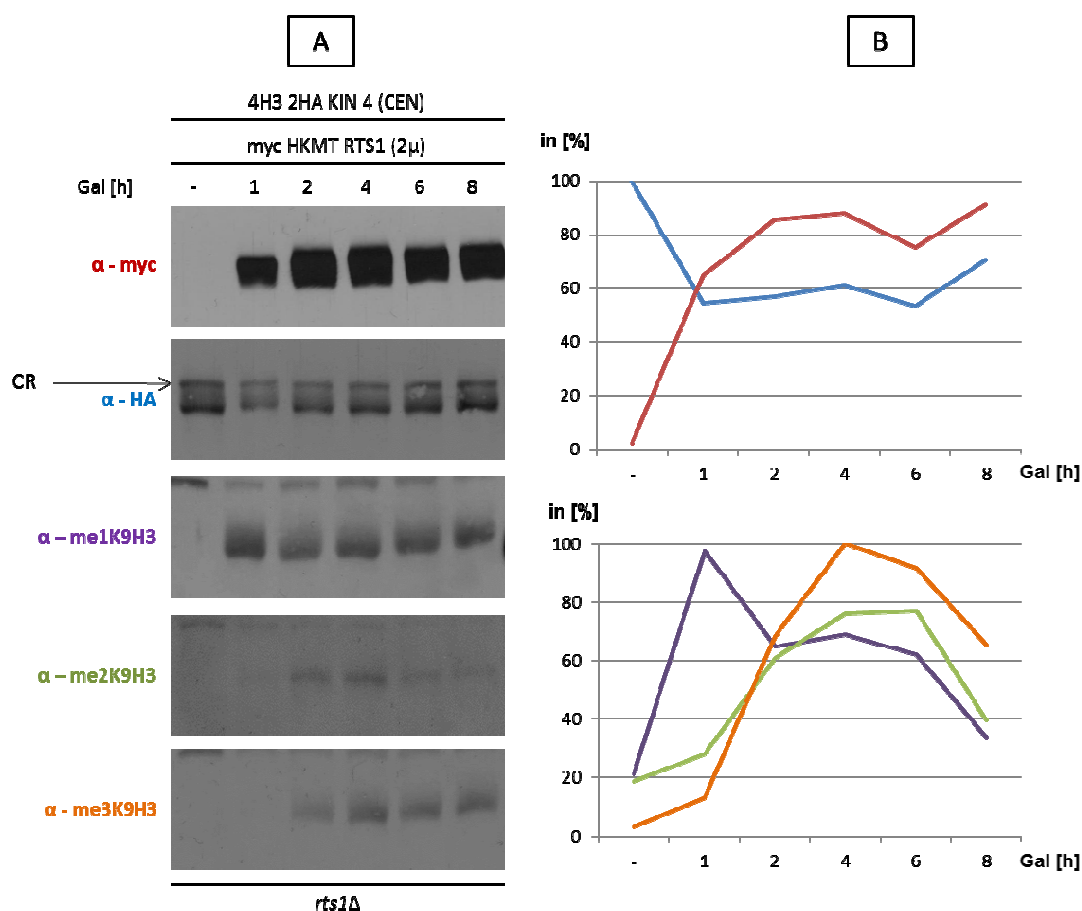 A
4H3 2HA KIN 4 (CEN)
myc HKMT RTS1 (2µ)
Gal [h] - 1 2 4 6 8
α - myc
CR
α - HA
α – me1K9H3
α – me2K9H3
α - me3K9H3
rts1Δ
B
in [%]
100
80
60
40
20
0
- 1 2 4 6 8 Gal [h]
in [%]
100
80
60
40
20
0
- 1 2 4 6 8 Gal [h]